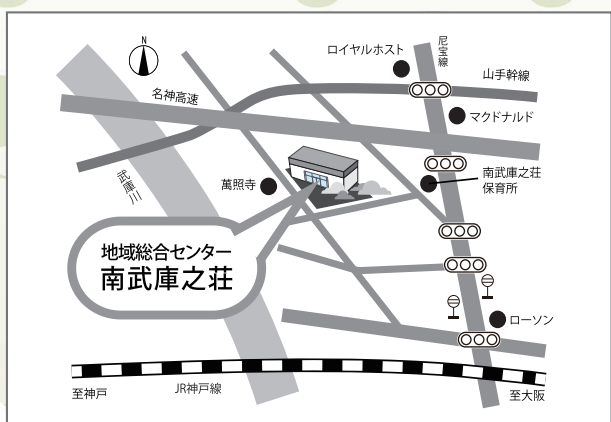 N
ロイヤルホスト
尼宝線
山手幹線
名神高速
マクドナルド
武庫川
萬照寺
南武庫之荘
保育所
地域総合センター
南武庫之荘
ローソン
至神戸
JR神戸線
至大阪